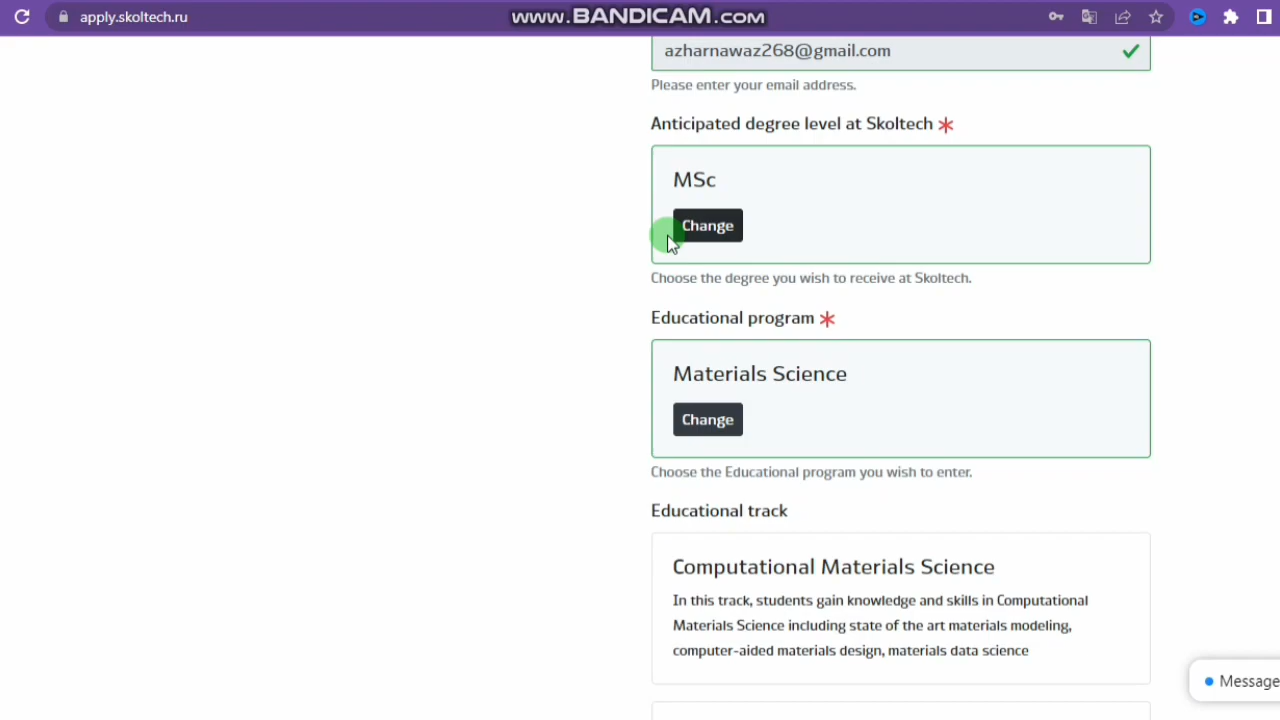 apply.skoltech.ru
www.BANDICAM.com
azharnawaz268@gmail.com
Please enter your email address.
Anticipated degree level at Skoltech *
MSc
Change
Choose the degree you wish to receive at Skoltech.
Educational program *
Materials Science
Change
Choose the Educational program you wish to enter.
Educational track
Computational Materials Science
In this track, students gain knowledge and skills in Computational
Materials Science including state of the art materials modeling,
computer-aided materials design, materials data science
Message